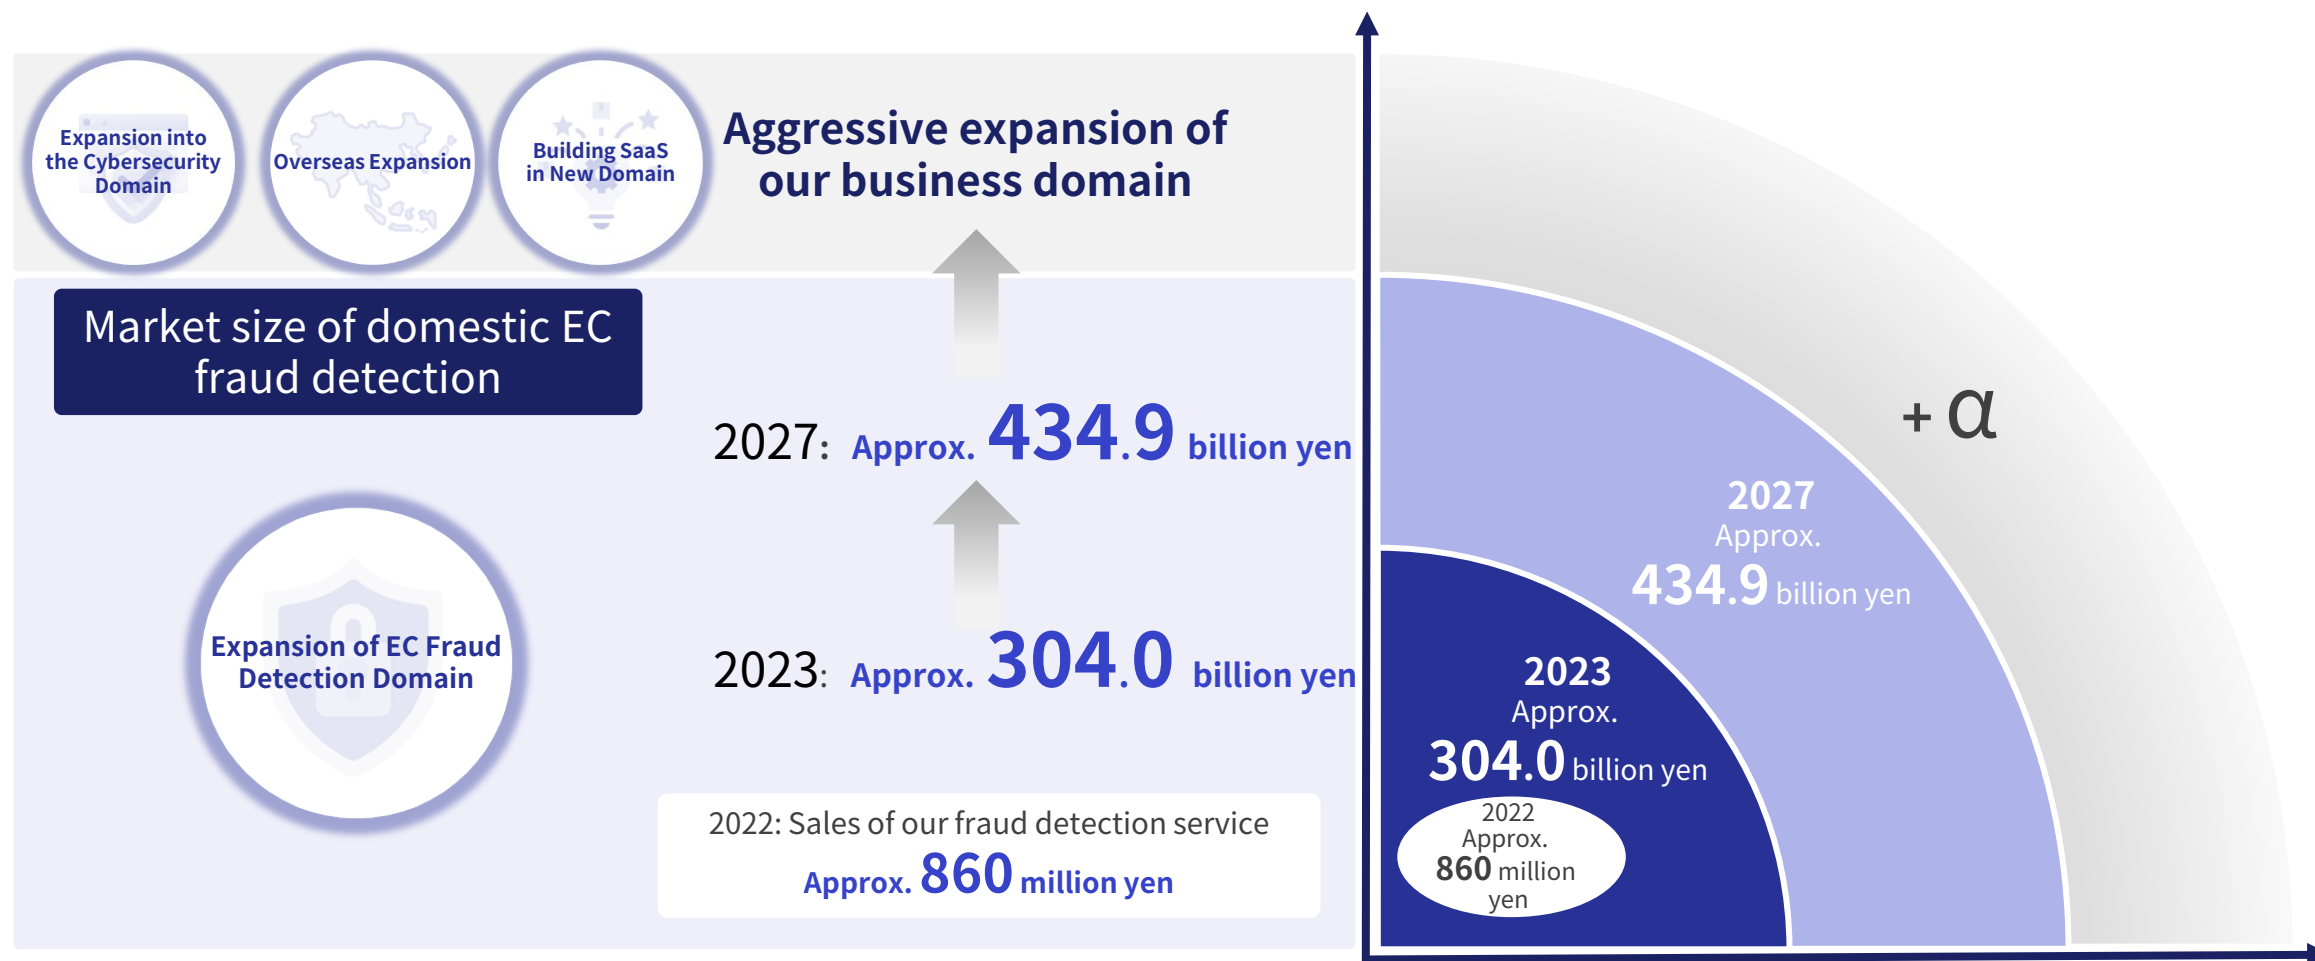 Expansion into
the Cybersecurity
Domain
Overseas Expansion
Building SaaS
in New Domain
Aggressive expansion of
our business domain
Market size of domestic EC
fraud detection
2027: Approx. 434.9 billion yen
Expansion of EC Fraud
Detection Domain
2023: Approx. 304.0 billion yen
2022: Sales of our fraud detection service
Approx. 860 million yen
+ α
2027
Approx.
434.9 billion yen
2023
Approx.
304.0 billion yen
2022
Approx.
860 million
yen